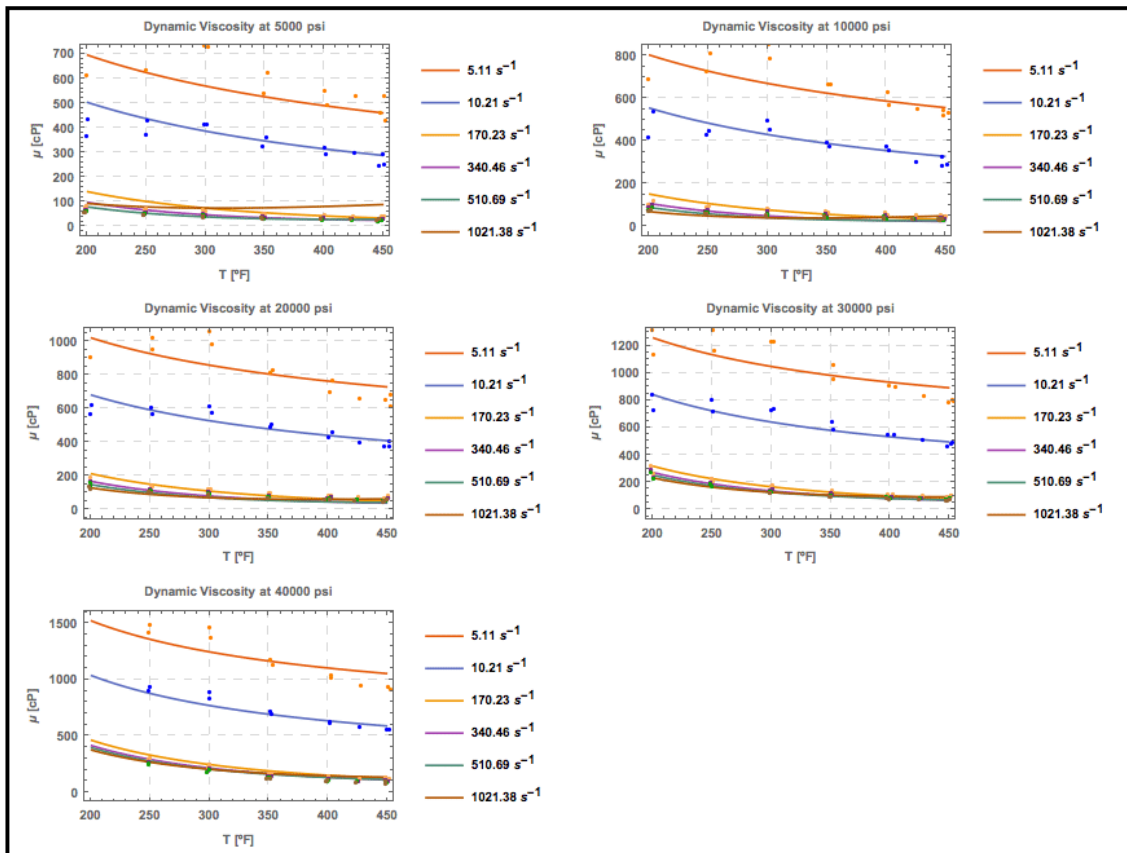 Dynamic Viscosity at 5000 psi
700
600
500
400
300
200
100
0
μ [cP]
200 250 300 350 400 450
T [°F]
5.11 s⁻¹
10.21 s⁻¹
170.23 s⁻¹
340.46 s⁻¹
510.69 s⁻¹
1021.38 s⁻¹
Dynamic Viscosity at 10000 psi
800
600
400
200
0
μ [cP]
200 250 300 350 400 450
T [°F]
5.11 s⁻¹
10.21 s⁻¹
170.23 s⁻¹
340.46 s⁻¹
510.69 s⁻¹
1021.38 s⁻¹
Dynamic Viscosity at 20000 psi
1000
800
600
400
200
0
μ [cP]
200 250 300 350 400 450
T [°F]
5.11 s⁻¹
10.21 s⁻¹
170.23 s⁻¹
340.46 s⁻¹
510.69 s⁻¹
1021.38 s⁻¹
Dynamic Viscosity at 30000 psi
1200
1000
800
600
400
200
0
μ [cP]
200 250 300 350 400 450
T [°F]
5.11 s⁻¹
10.21 s⁻¹
170.23 s⁻¹
340.46 s⁻¹
510.69 s⁻¹
1021.38 s⁻¹
Dynamic Viscosity at 40000 psi
1500
1000
500
0
μ [cP]
200 250 300 350 400 450
T [°F]
5.11 s⁻¹
10.21 s⁻¹
170.23 s⁻¹
340.46 s⁻¹
510.69 s⁻¹
1021.38 s⁻¹